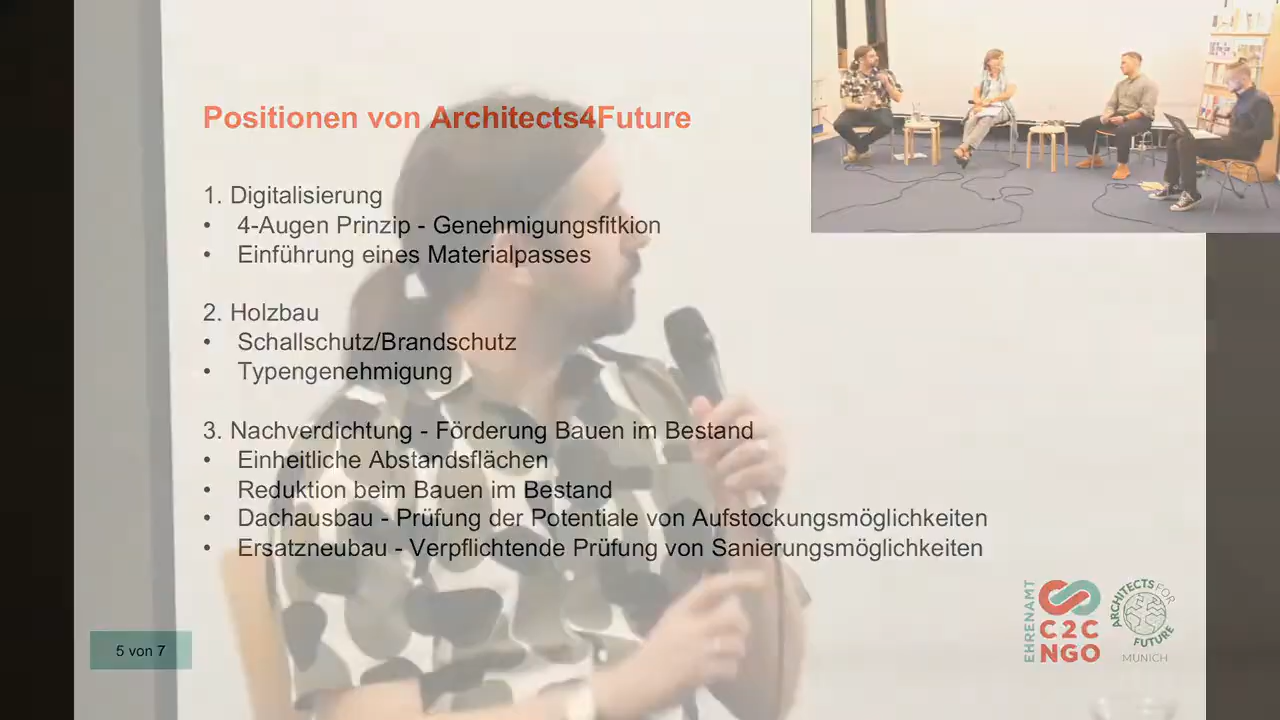 Positionen von Architects4Future
1. Digitalisierung
• 4-Augen Prinzip - Genehmigungsfitkion
• Einführung eines Materialpasses
2. Holzbau
• Schallschutz/Brandschutz
• Typengenehmigung
3. Nachverdichtung - Förderung Bauen im Bestand
• Einheitliche Abstandsflächen
• Reduktion beim Bauen im Bestand
• Dachausbau - Prüfung der Potentiale von Aufstockungsmöglichkeiten
• Ersatzneubau - Verpflichtende Prüfung von Sanierungsmöglichkeiten
EHRENAMT
C2C
NGO
ARCHITECTS FOR
FUTURE
MUNICH
5 von 7